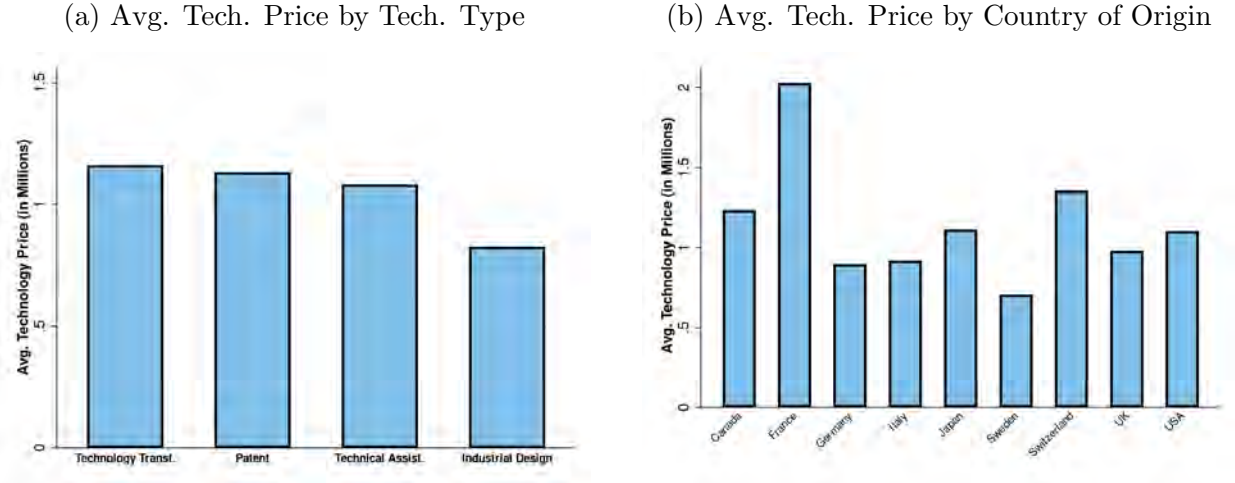 (a) Avg. Tech. Price by Tech. Type
Avg. Technology Price (in Millions)
1.5
1
.5
0
Technology Transf.
Patent
Technical Assist.
Industrial Design
(b) Avg. Tech. Price by Country of Origin
Avg. Technology Price (in Millions)
2
1.5
1
.5
0
Canada
France
Germany
Italy
Japan
Sweden
Switzerland
UK
USA